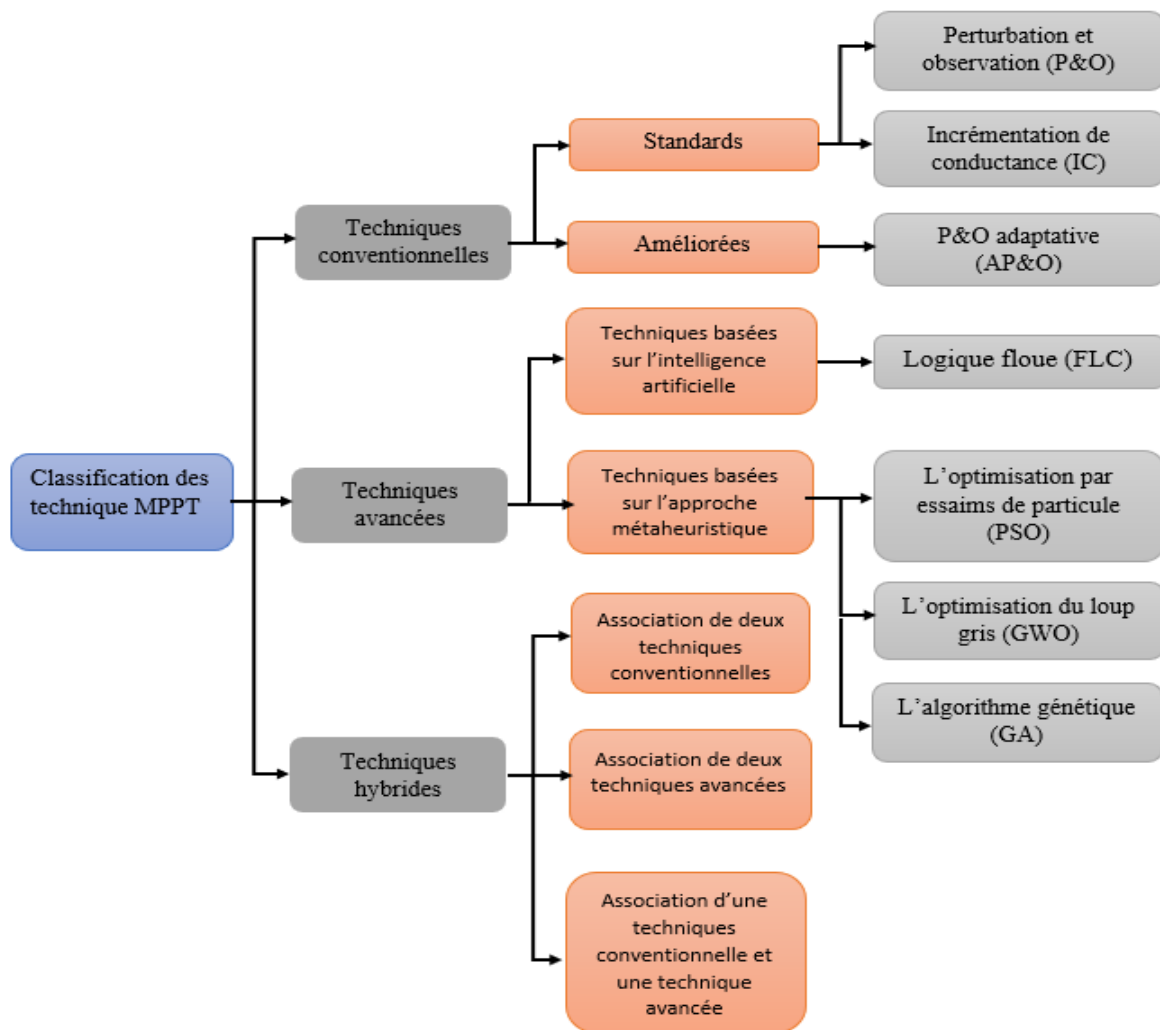 Classification des
technique MPPT
Techniques
conventionnelles
Standards
Perturbation et
observation (P&O)
Incrémentation de
conductance (IC)
Améliorées
P&O adaptative
(AP&O)
Techniques
avancées
Techniques basées
sur l'intelligence
artificielle
Logique floue (FLC)
Techniques basées
sur l'approche
métaheuristique
L'optimisation par
essaims de particule
(PSO)
L'optimisation du loup
gris (GWO)
L'algorithme génétique
(GA)
Techniques
hybrides
Association de deux
techniques
conventionnelles
Association de deux
techniques avancées
Association d'une
techniques
conventionnelle et
une technique
avancée